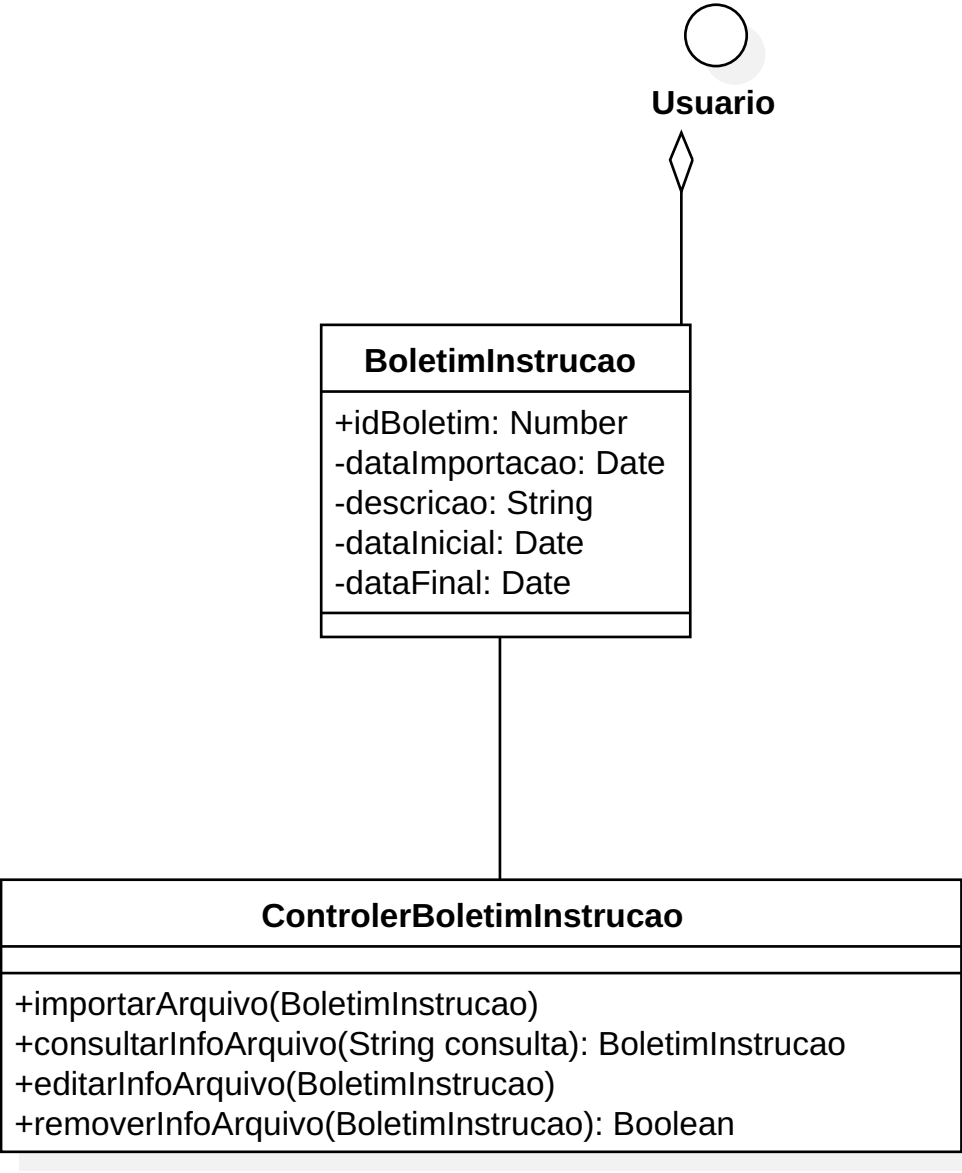 Usuario
BoletimInstrucao
+idBoletim: Number
-dataImportacao: Date
-descricao: String
-dataInicial: Date
-dataFinal: Date
ControlerBoletimInstrucao
+importarArquivo(BoletimInstrucao)
+consultarInfoArquivo(String consulta): BoletimInstrucao
+editarInfoArquivo(BoletimInstrucao)
+removerInfoArquivo(BoletimInstrucao): Boolean